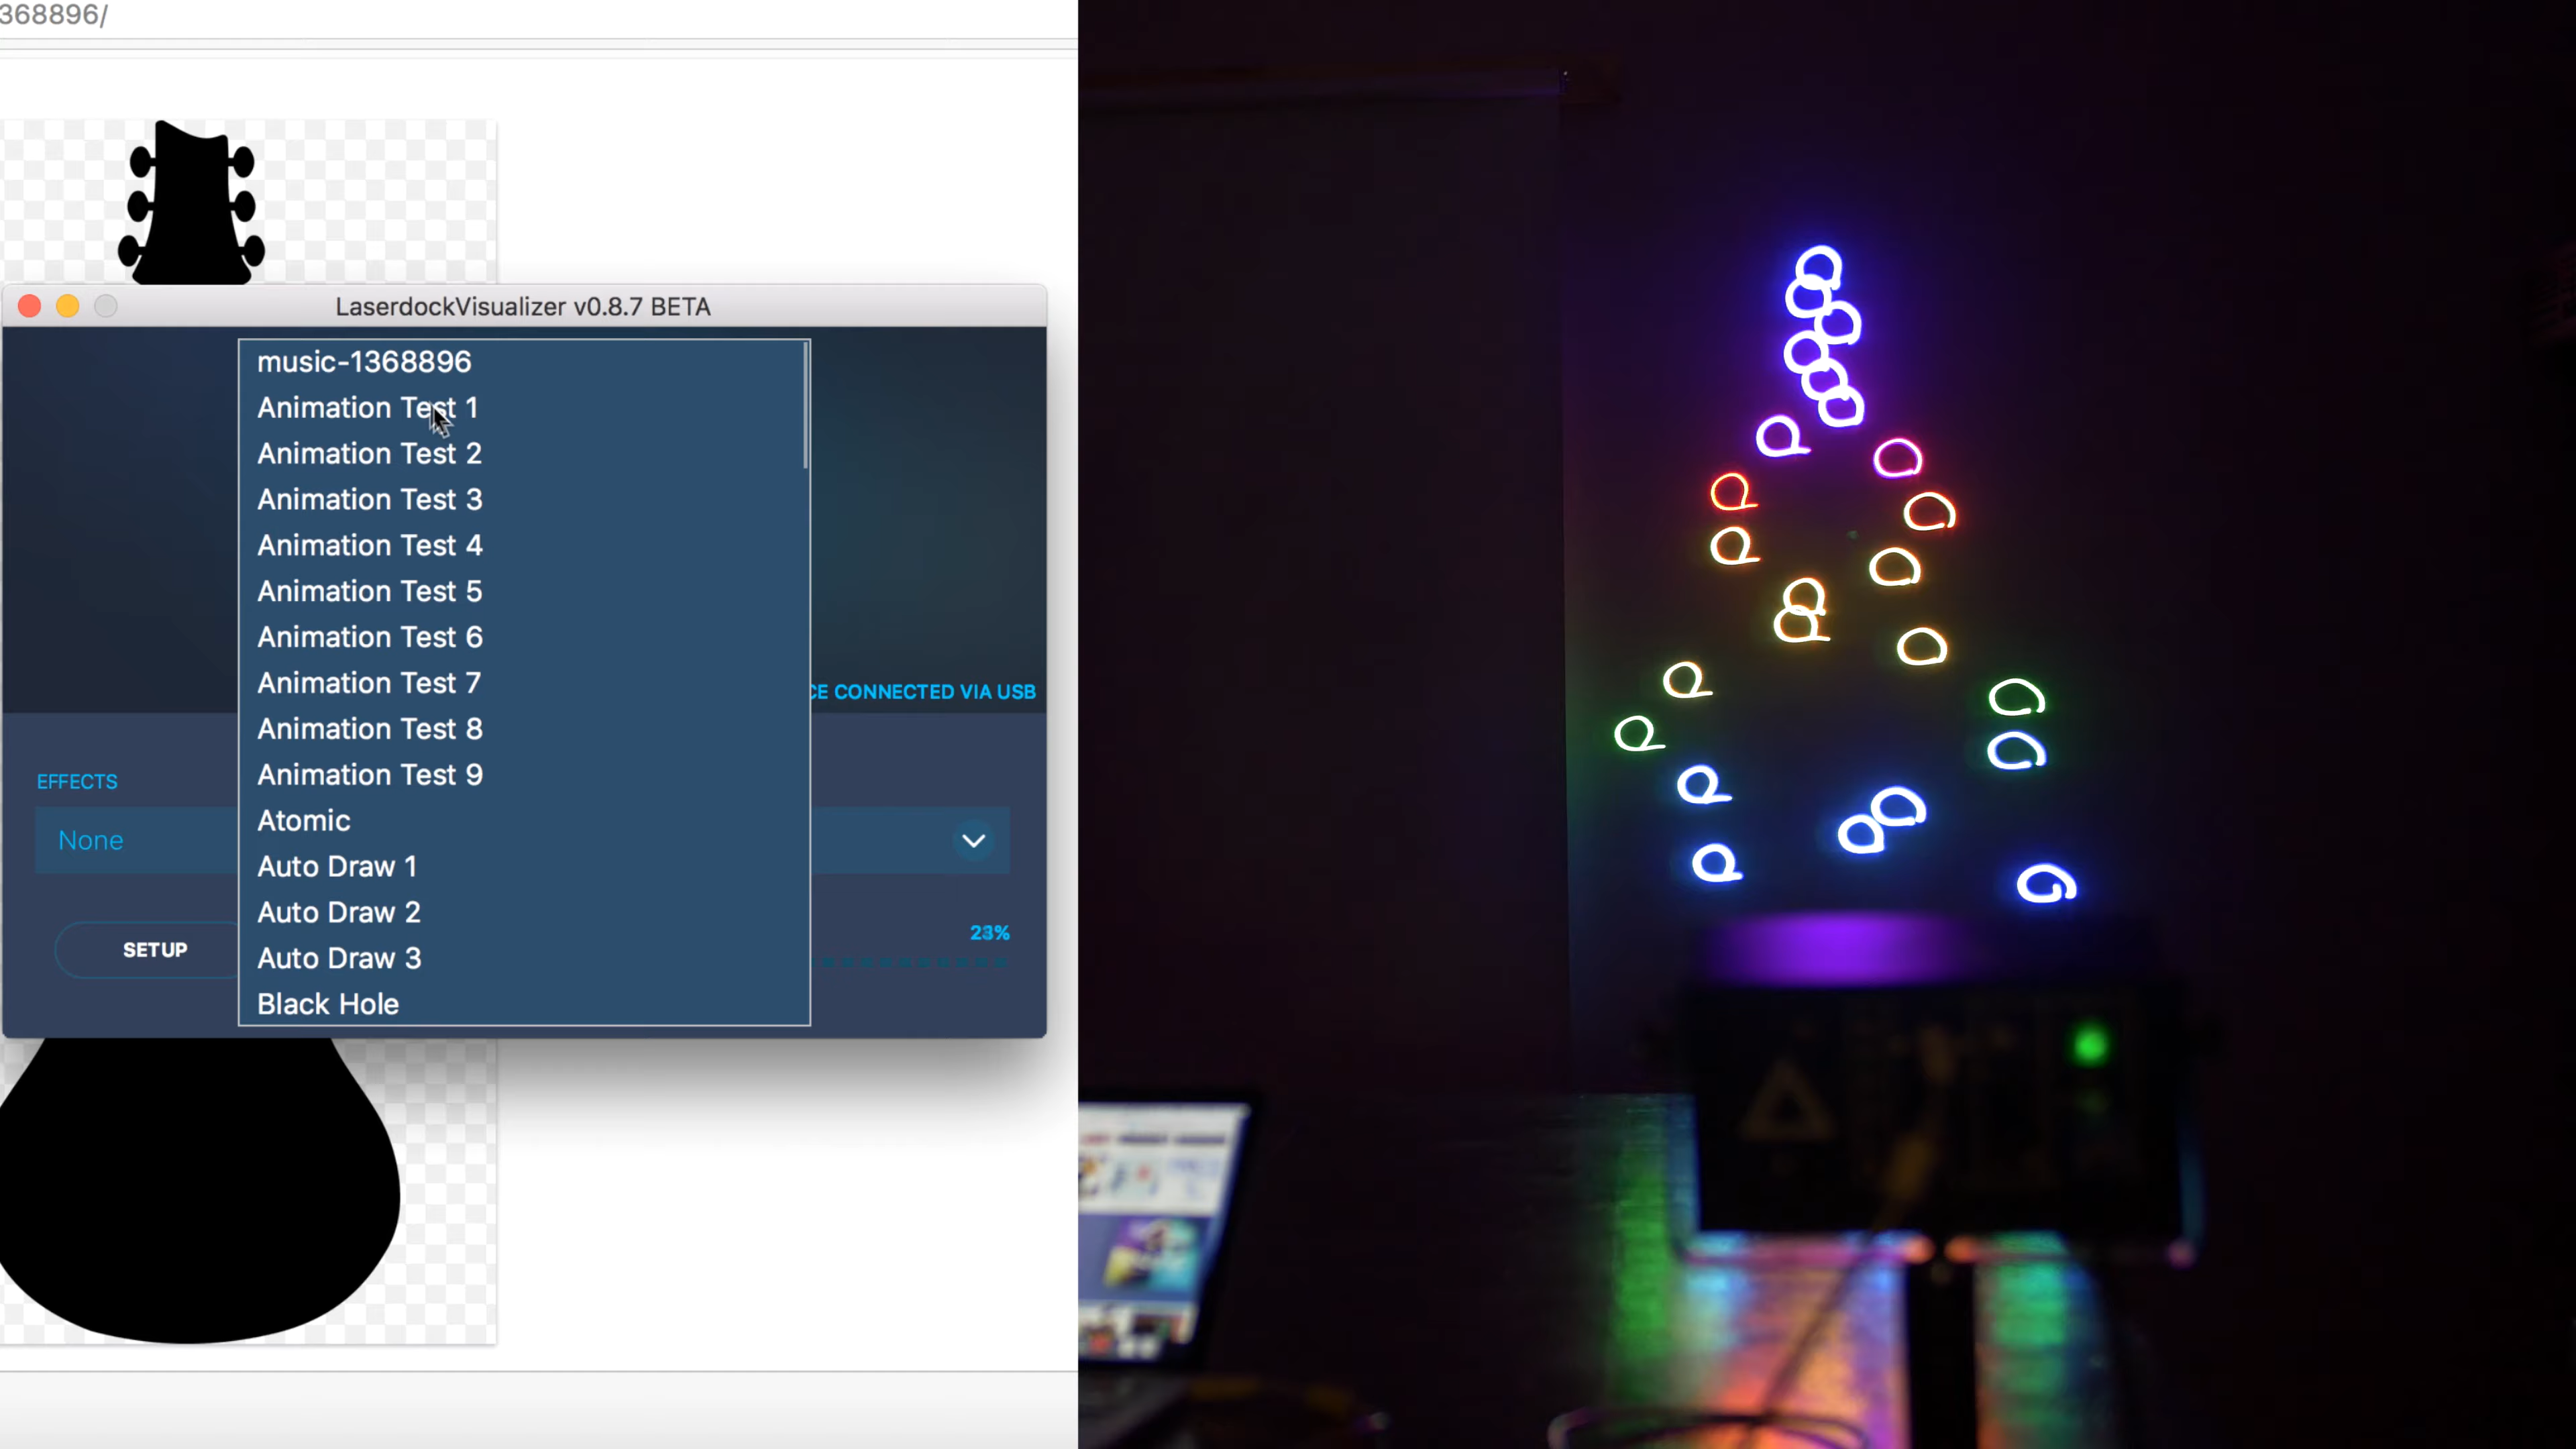 368896/
LaserdockVisualizer v0.8.7 BETA
music-1368896
Animation Test 1
Animation Test 2
Animation Test 3
Animation Test 4
Animation Test 5
Animation Test 6
Animation Test 7
CONNECTED VIA USB
Animation Test 8
EFFECTS
Animation Test 9
Atomic
None
Auto Draw 1
Auto Draw 2
23%
SETUP
Auto Draw 3
Black Hole